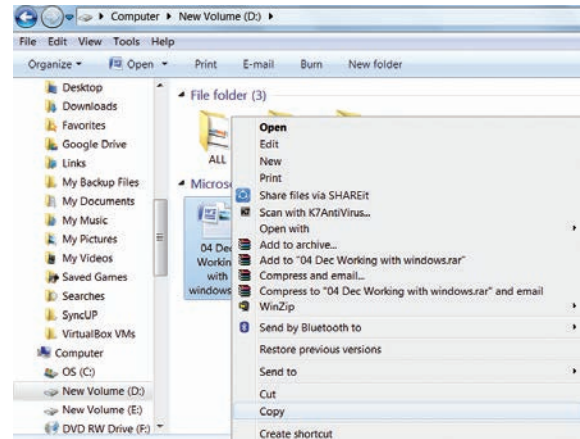 Computer New Volume (D:)
File Edit View Tools Help
Organize Open Print E-mail Burn New folder
Desktop
Downloads
Favorites
Google Drive
Links
My Backup Files
My Documents
My Music
My Pictures
My Videos
Saved Games
Searches
SyncUP
VirtualBox VMs
Computer
OS (C:)
New Volume (D:)
New Volume (E:)
DVD RW Drive (F:)
File folder (3)
ALL
Micros
04 De
Workin
with
windows
Open
Edit
New
Print
Share files via SHAREit
Scan with K7AntiVirus...
Open with
Add to archive...
Add to "04 Dec Working with windows.rar"
Compress and email...
Compress to "04 Dec Working with windows.rar" and email
WinZip
Send by Bluetooth to
Restore previous versions
Send to
Cut
Copy
Create shortcut